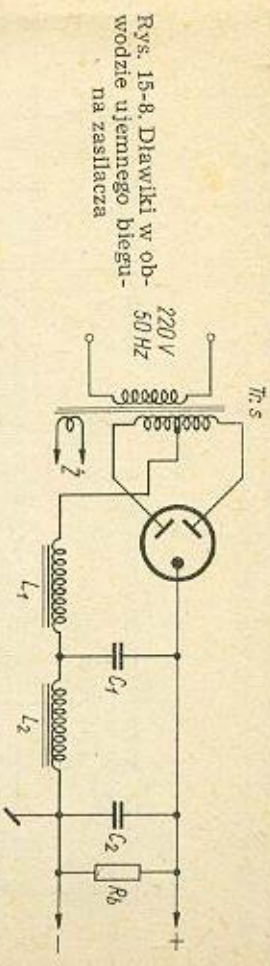 Rys. 15-8. Dławiki w ob-
wodzie ujemnego biegu-
na zasilacza
Tr. s
220 V
50 Hz
ż
L1
C1
L2
C2
Rb
+
−